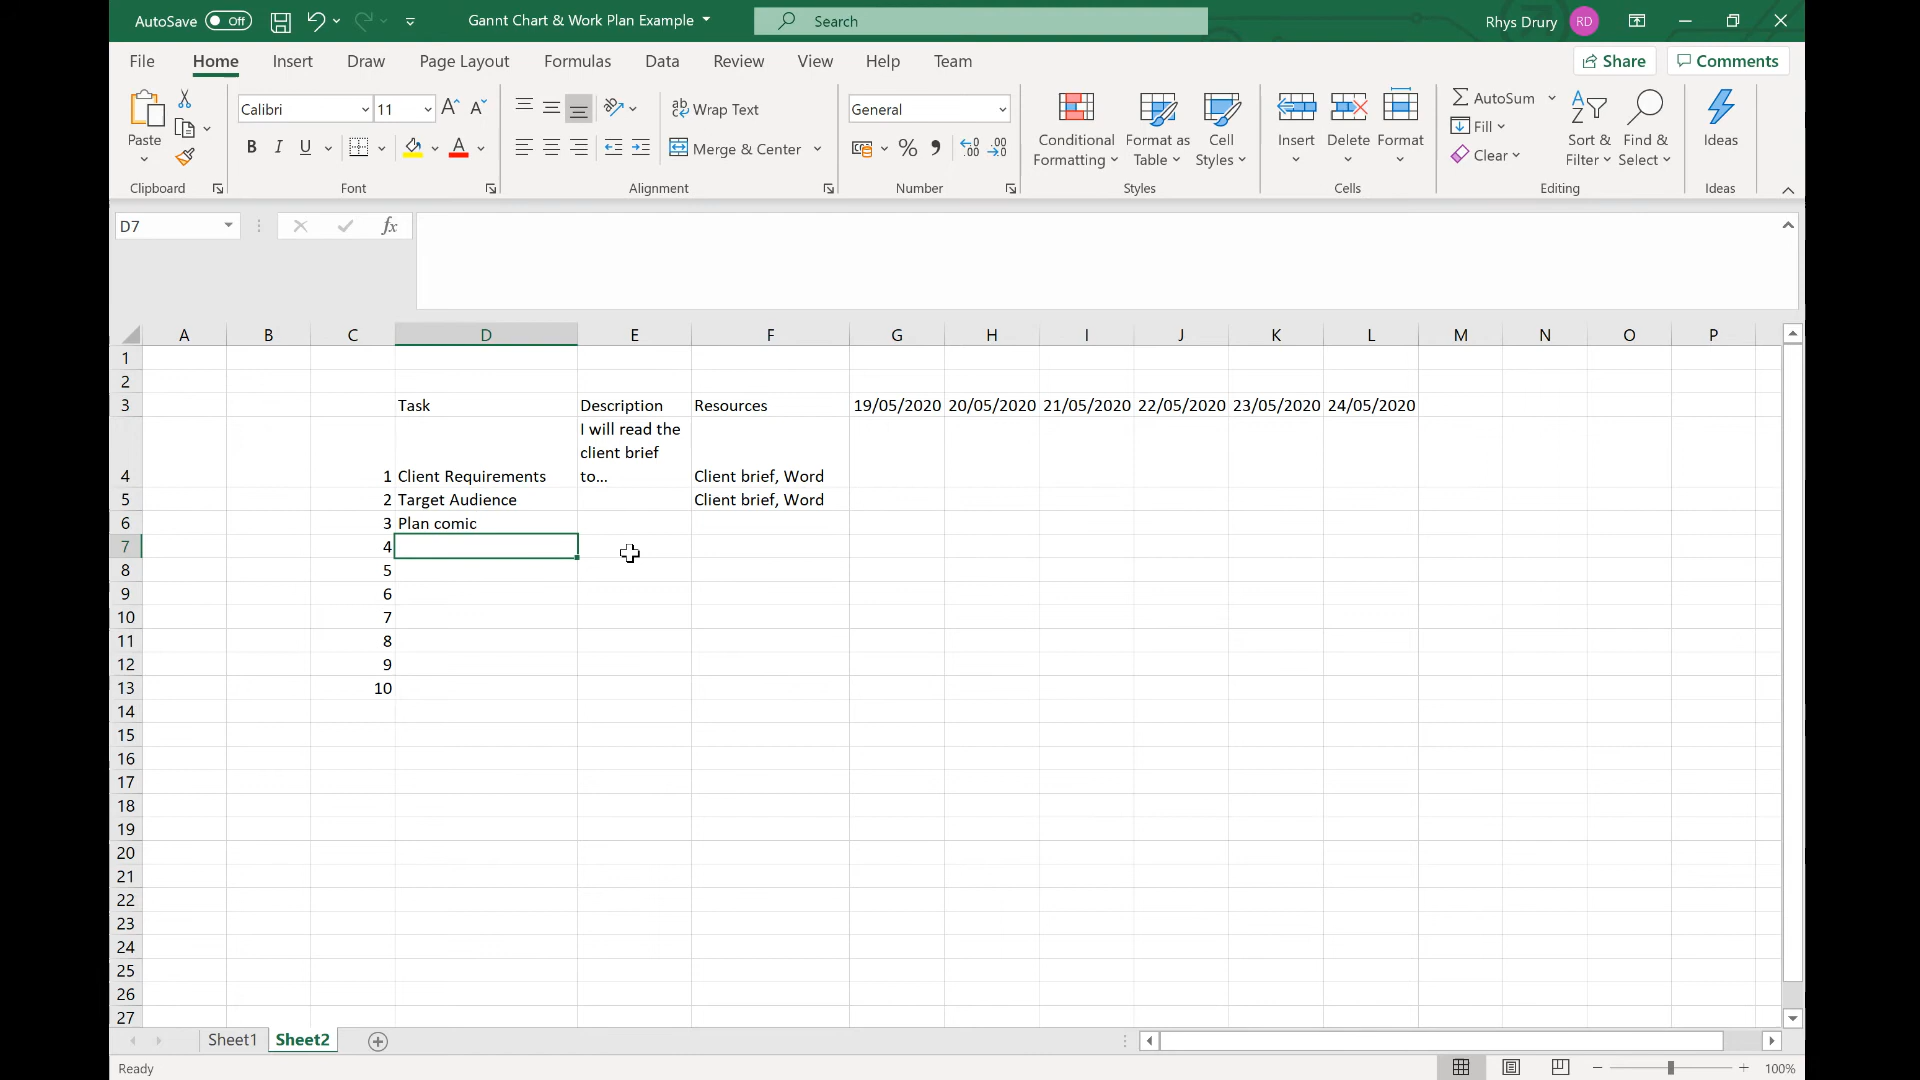 AutoSave Off Gannt Chart & Work Plan Example Search Rhys Drury RD
File Home Insert Draw Page Layout Formulas Data Review View Help Team Share Comments
Paste
Clipboard
Calibri 11 A A
B I U A
Font
ab Wrap Text
Merge & Center
Alignment
General
% , .00 .00
Number
Conditional Formatting
Format as Table
Cell Styles
Styles
Insert Delete Format
Cells
AutoSum
Fill
Clear
Sort & Filter
Find & Select
Editing
Ideas
Ideas
D7 fx
A B C D E F G H I J K L M N O P
1
2
3 Task Description Resources 19/05/2020 20/05/2020 21/05/2020 22/05/2020 23/05/2020 24/05/2020
I will read the
client brief
4 1 Client Requirements to... Client brief, Word
5 2 Target Audience Client brief, Word
6 3 Plan comic
7 4
8 5
9 6
10 7
11 8
12 9
13 10
14
15
16
17
18
19
20
21
22
23
24
25
26
27
Sheet1 Sheet2
Ready 100%